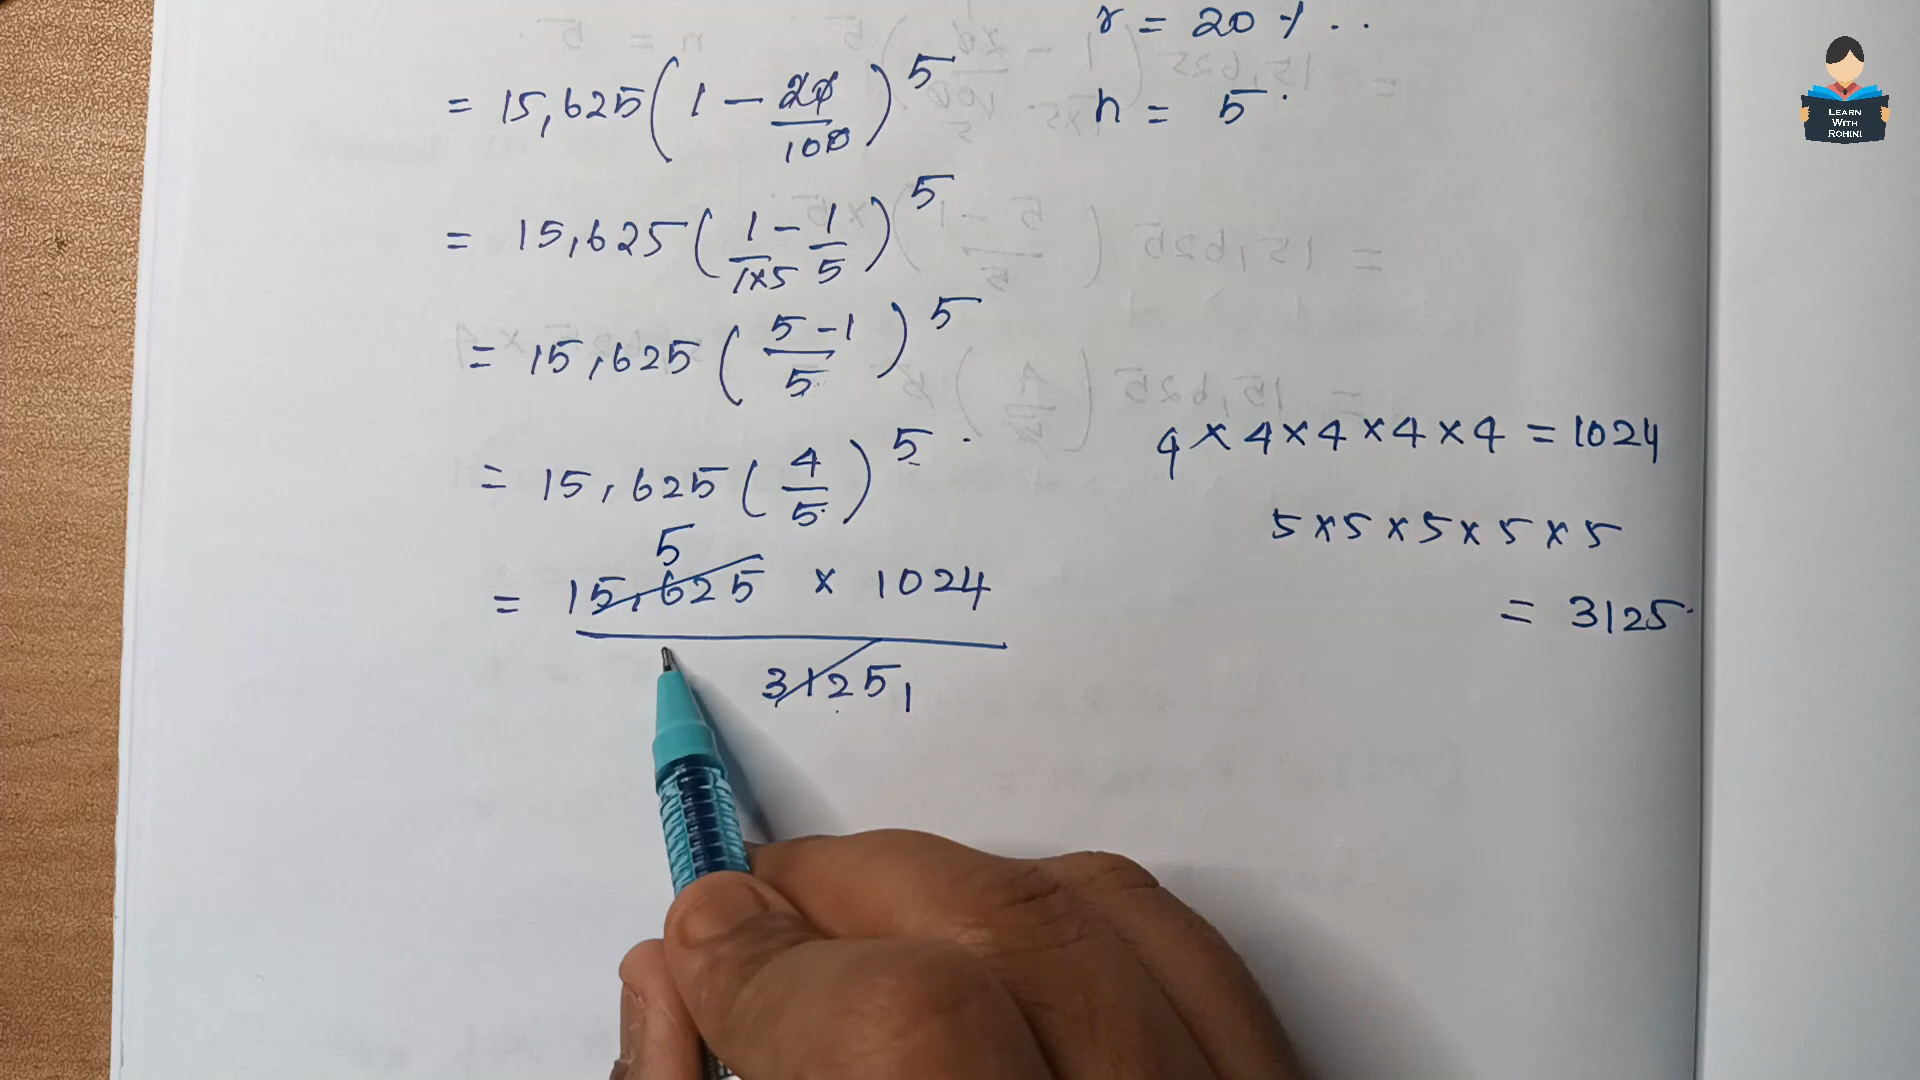 r = 20 %
= 15,625 ( 1 - 20/100 )^5
n = 5
= 15,625 ( 1/1×5 - 1/5 )^5
= 15,625 ( 5-1/5 )^5
= 15,625 ( 4/5 )^5
4 × 4 × 4 × 4 × 4 = 1024
5 × 5 × 5 × 5 × 5
= 3125
5
= 15,625 × 1024
3125 1
LEARN
WITH
ROHINI